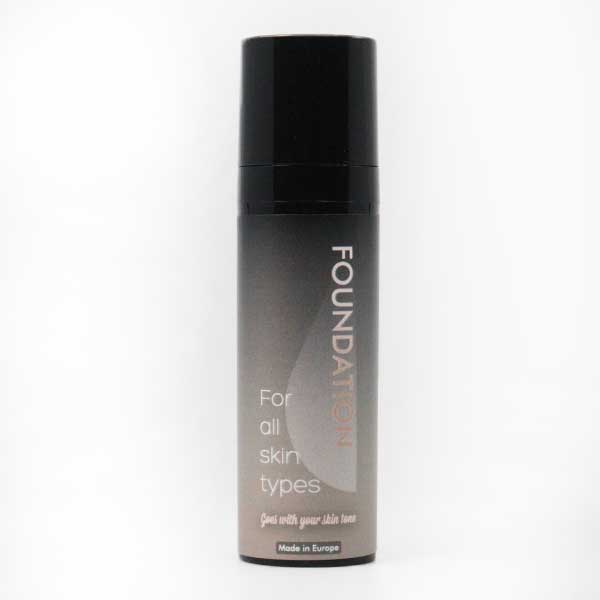 FOUNDATION
For
all
skin
types
Goes with your skin tone
Made in Europe